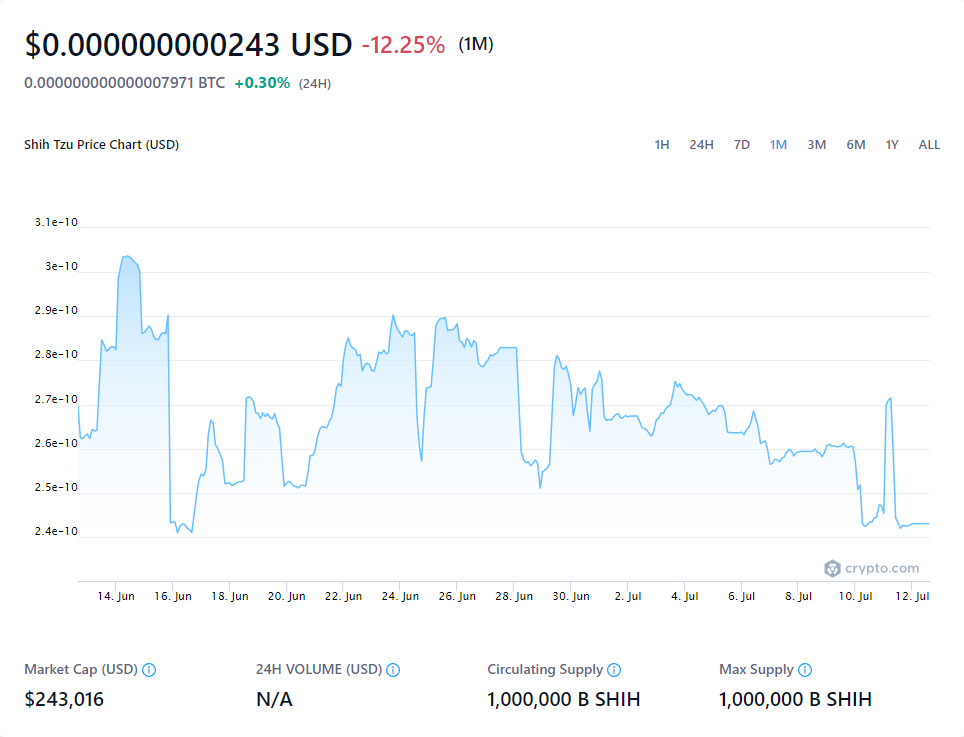 $0.000000000243 USD -12.25% (1M)
0.000000000000007971 BTC +0.30% (24H)
Shih Tzu Price Chart (USD) 1H 24H 7D 1M 3M 6M 1Y ALL
3.1e-10
3e-10
2.9e-10
2.8e-10
2.7e-10
2.6e-10
2.5e-10
2.4e-10
crypto.com
14. Jun 16. Jun 18. Jun 20. Jun 22. Jun 24. Jun 26. Jun 28. Jun 30. Jun 2. Jul 4. Jul 6. Jul 8. Jul 10. Jul 12. Jul
Market Cap (USD) 24H VOLUME (USD) Circulating Supply Max Supply
$243,016 N/A 1,000,000 B SHIH 1,000,000 B SHIH